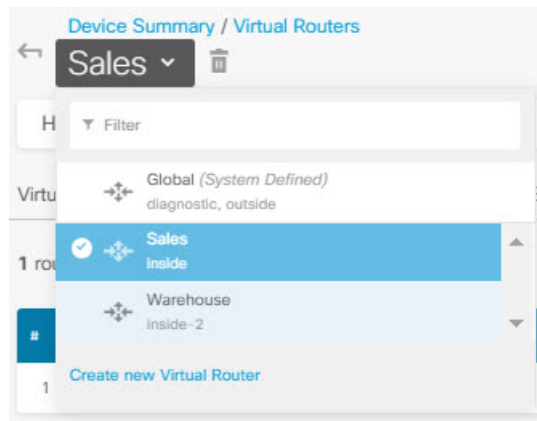 Device Summary / Virtual Routers
Sales
H
Filter
Global (System Defined)
diagnostic, outside
Virtu
Sales
inside
1 rou
Warehouse
inside-2
#
Create new Virtual Router
1